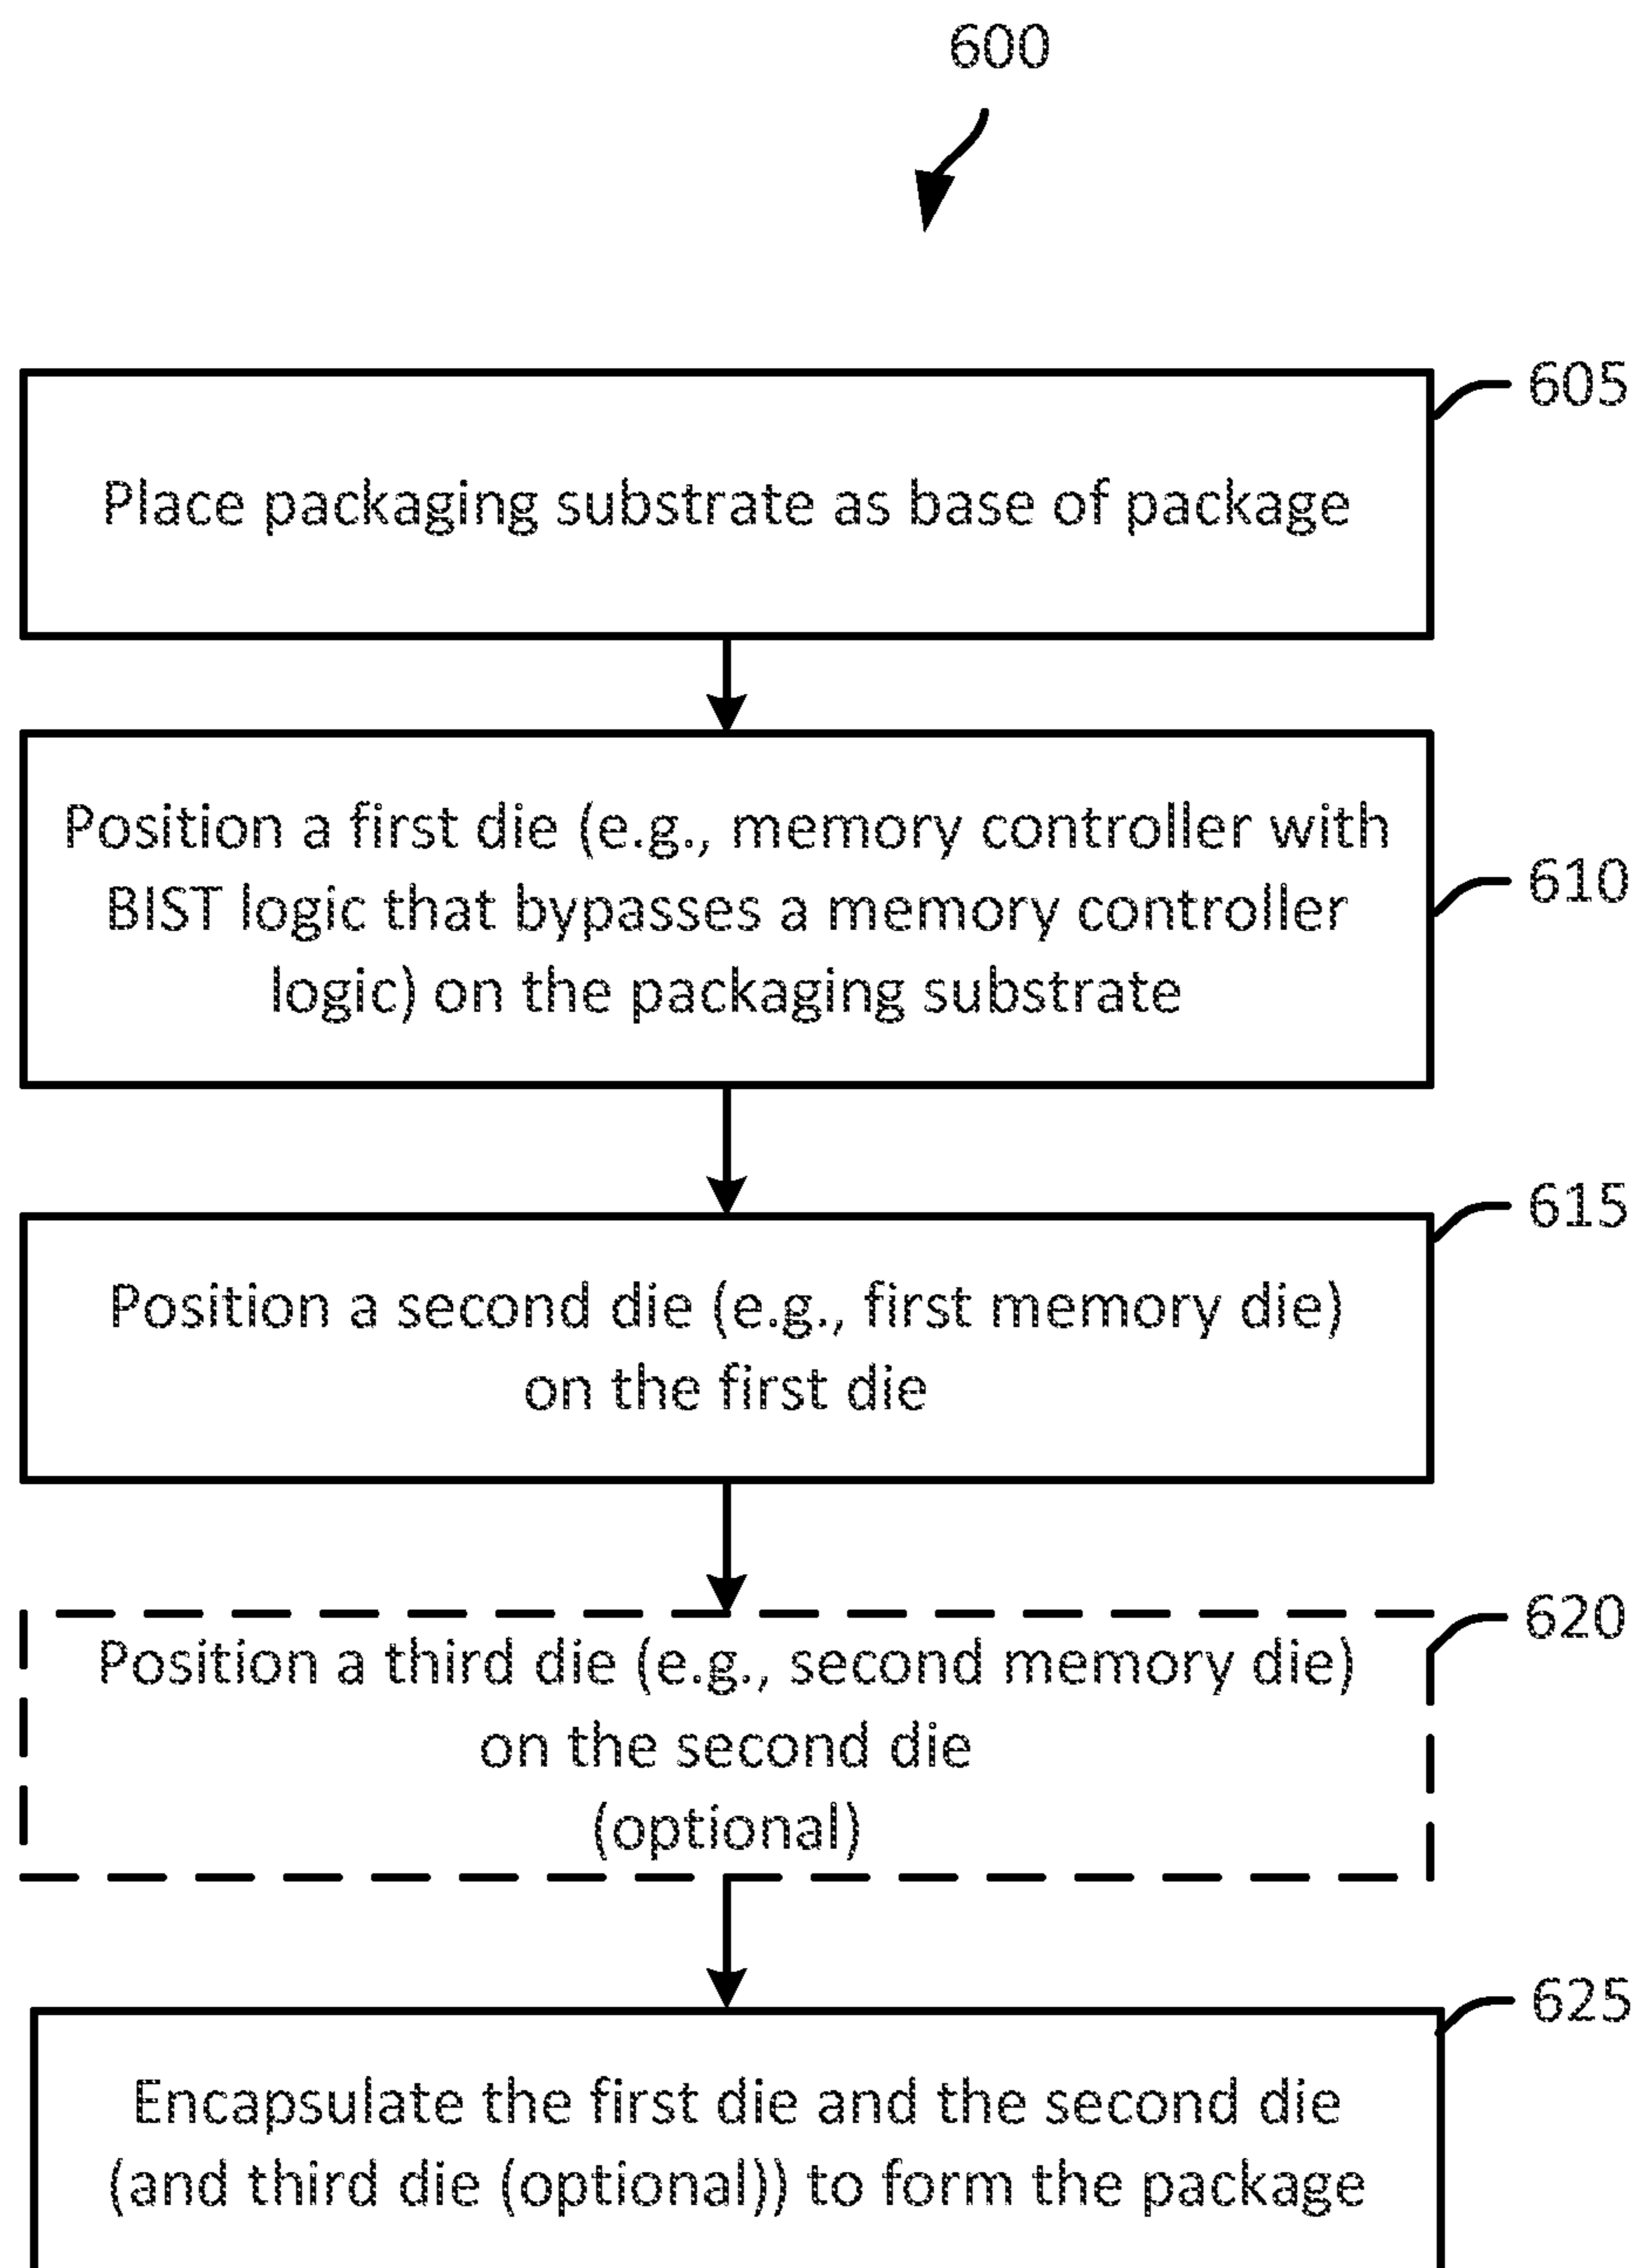 600
605
Place packaging substrate as base of package
Position a first die (e.g., memory controller with
BIST logic that bypasses a memory controller
logic) on the packaging substrate
610
615
Position a second die (e.g., first memory die)
on the first die
620
Position a third die (e.g., second memory die)
on the second die
(optional)
625
Encapsulate the first die and the second die
(and third die (optional)) to form the package